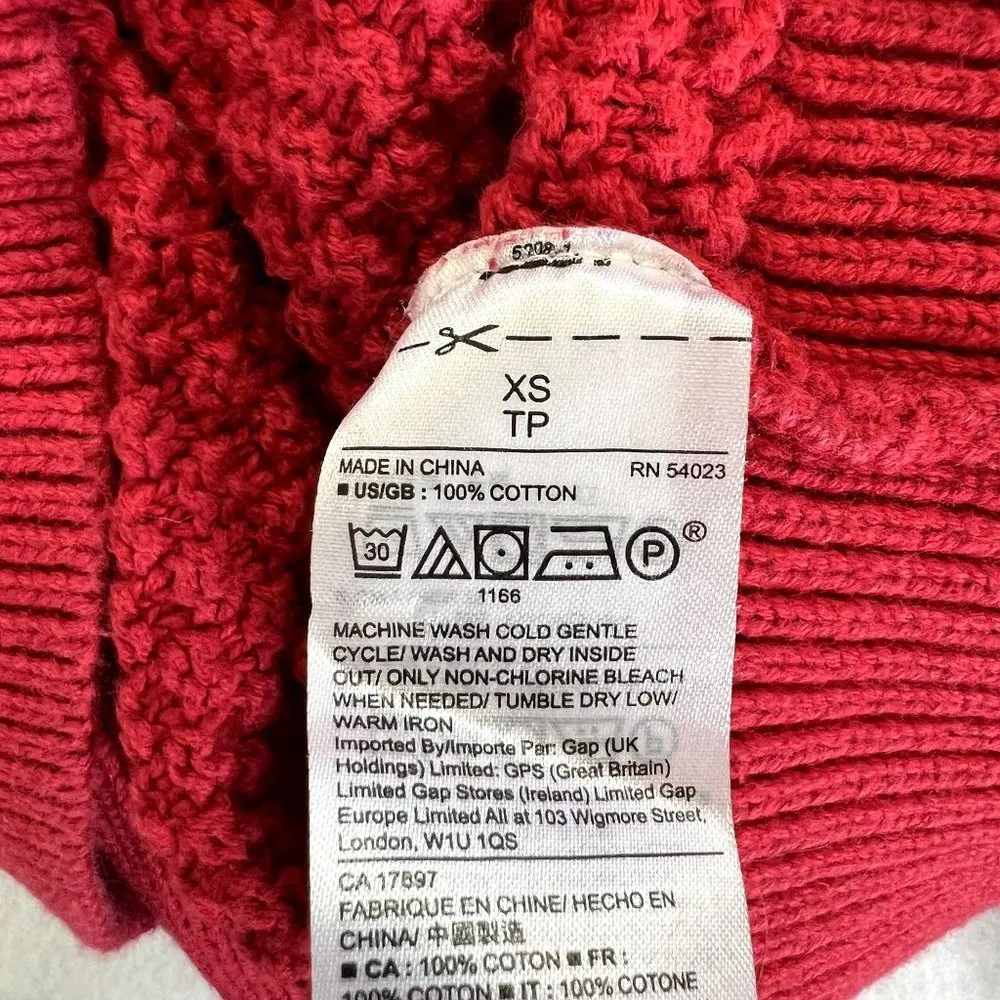 XS
TP
MADE IN CHINA RN 54023
■ US/GB : 100% COTTON
30 P ®
1166
MACHINE WASH COLD GENTLE
CYCLE/ WASH AND DRY INSIDE
OUT/ ONLY NON-CHLORINE BLEACH
WHEN NEEDED/ TUMBLE DRY LOW/
WARM IRON
Imported By/Importe Par: Gap (UK
Holdings) Limited: GPS (Great Britain)
Limited Gap Stores (Ireland) Limited Gap
Europe Limited All at 103 Wigmore Street,
London, W1U 1QS
CA 17897
FABRIQUE EN CHINE/ HECHO EN
CHINA/ 中國製造
■ CA : 100% COTON ■ FR :
100% COTON ■ IT : 100% COTONE